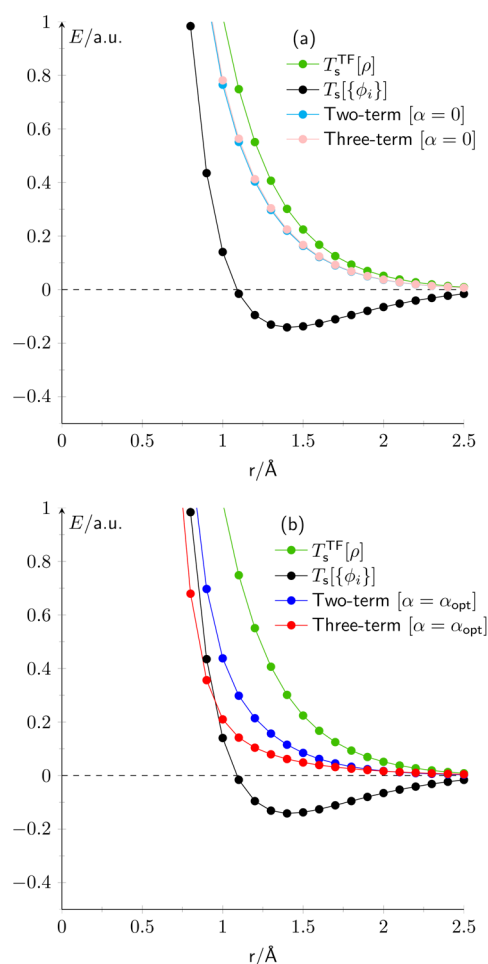 E/a.u.
(a)
T_s^TF[ρ]
T_s[{ϕ_i}]
Two-term [α = 0]
Three-term [α = 0]
1
0.8
0.6
0.4
0.2
0
−0.2
−0.4
0 0.5 1 1.5 2 2.5
r/Å
E/a.u.
(b)
T_s^TF[ρ]
T_s[{ϕ_i}]
Two-term [α = α_opt]
Three-term [α = α_opt]
1
0.8
0.6
0.4
0.2
0
−0.2
−0.4
0 0.5 1 1.5 2 2.5
r/Å